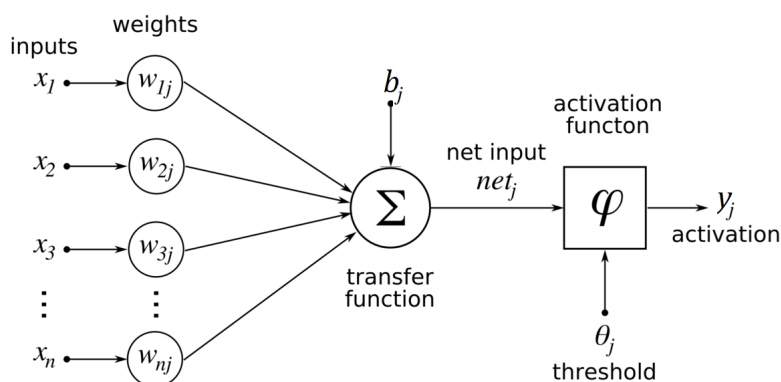 inputs
weights
x1
w1j
x2
w2j
x3
w3j
⋮ ⋮
xn
wnj
bj
Σ
transfer
function
net input
netj
activation
functon
φ
yj
activation
θj
threshold